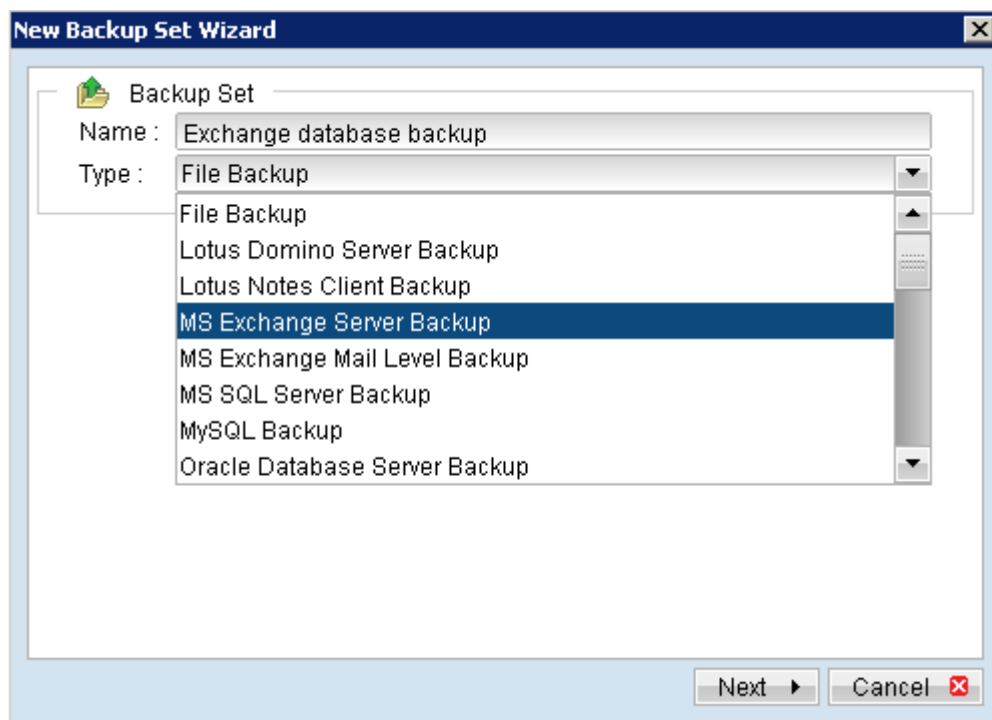 New Backup Set Wizard
Backup Set
Name : Exchange database backup
Type : File Backup
File Backup
Lotus Domino Server Backup
Lotus Notes Client Backup
MS Exchange Server Backup
MS Exchange Mail Level Backup
MS SQL Server Backup
MySQL Backup
Oracle Database Server Backup
Next Cancel